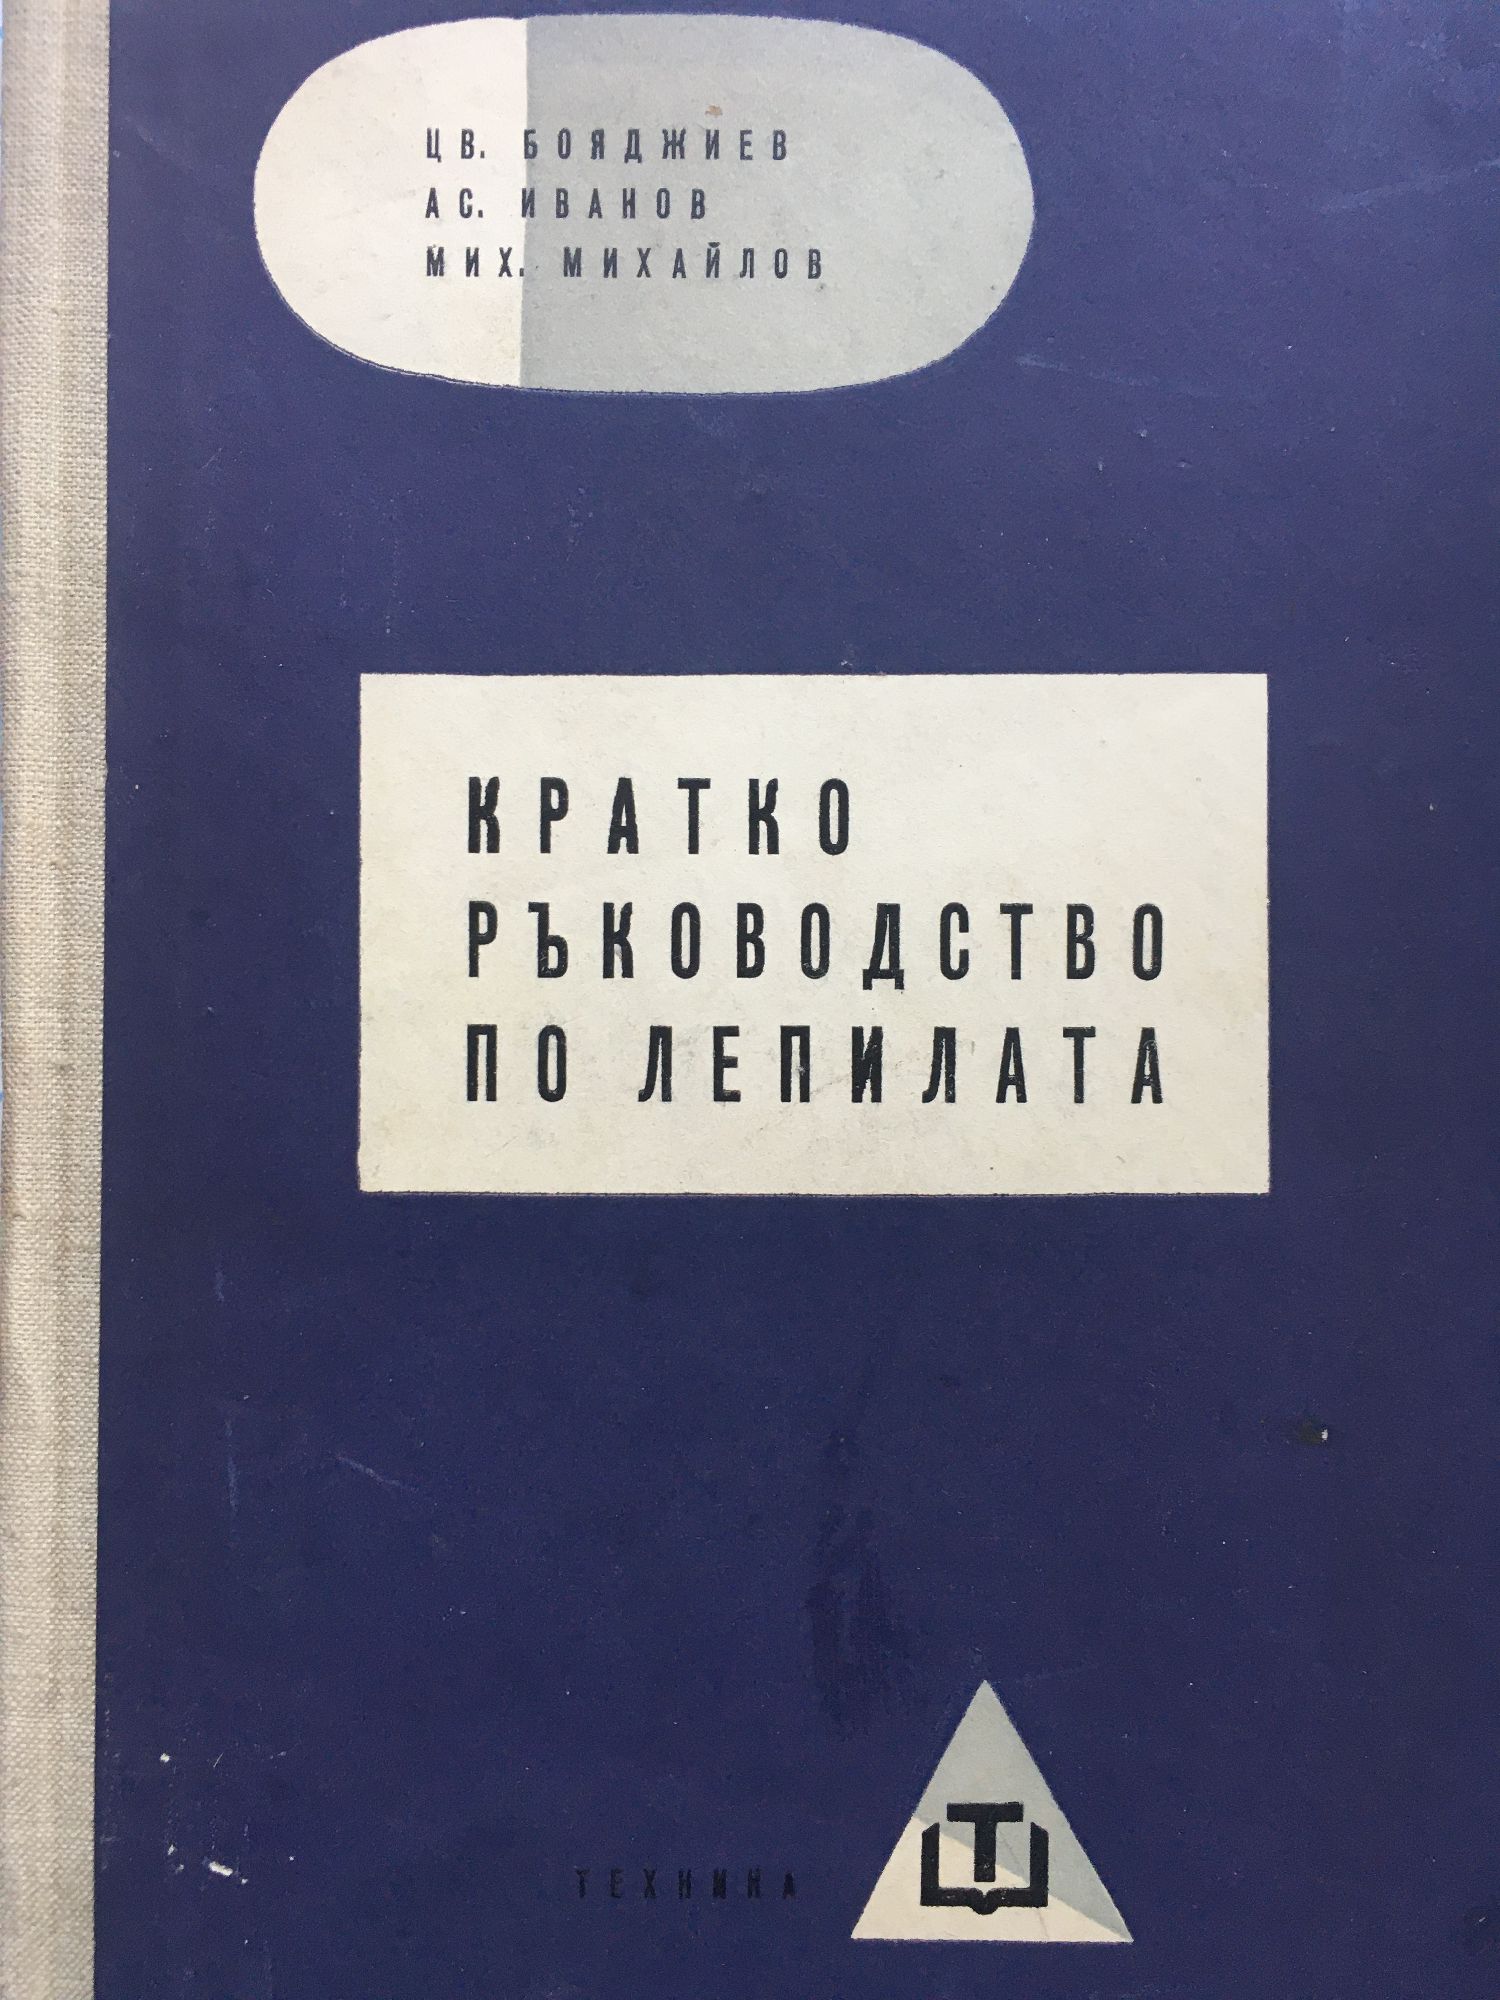 ЦВ. БОЯДЖИЕВ
АС. ИВАНОВ
МИХ. МИХАЙЛОВ
КРАТКО
РЪКОВОДСТВО
ПО ЛЕПИЛАТА
ТЕХНИКА
Т